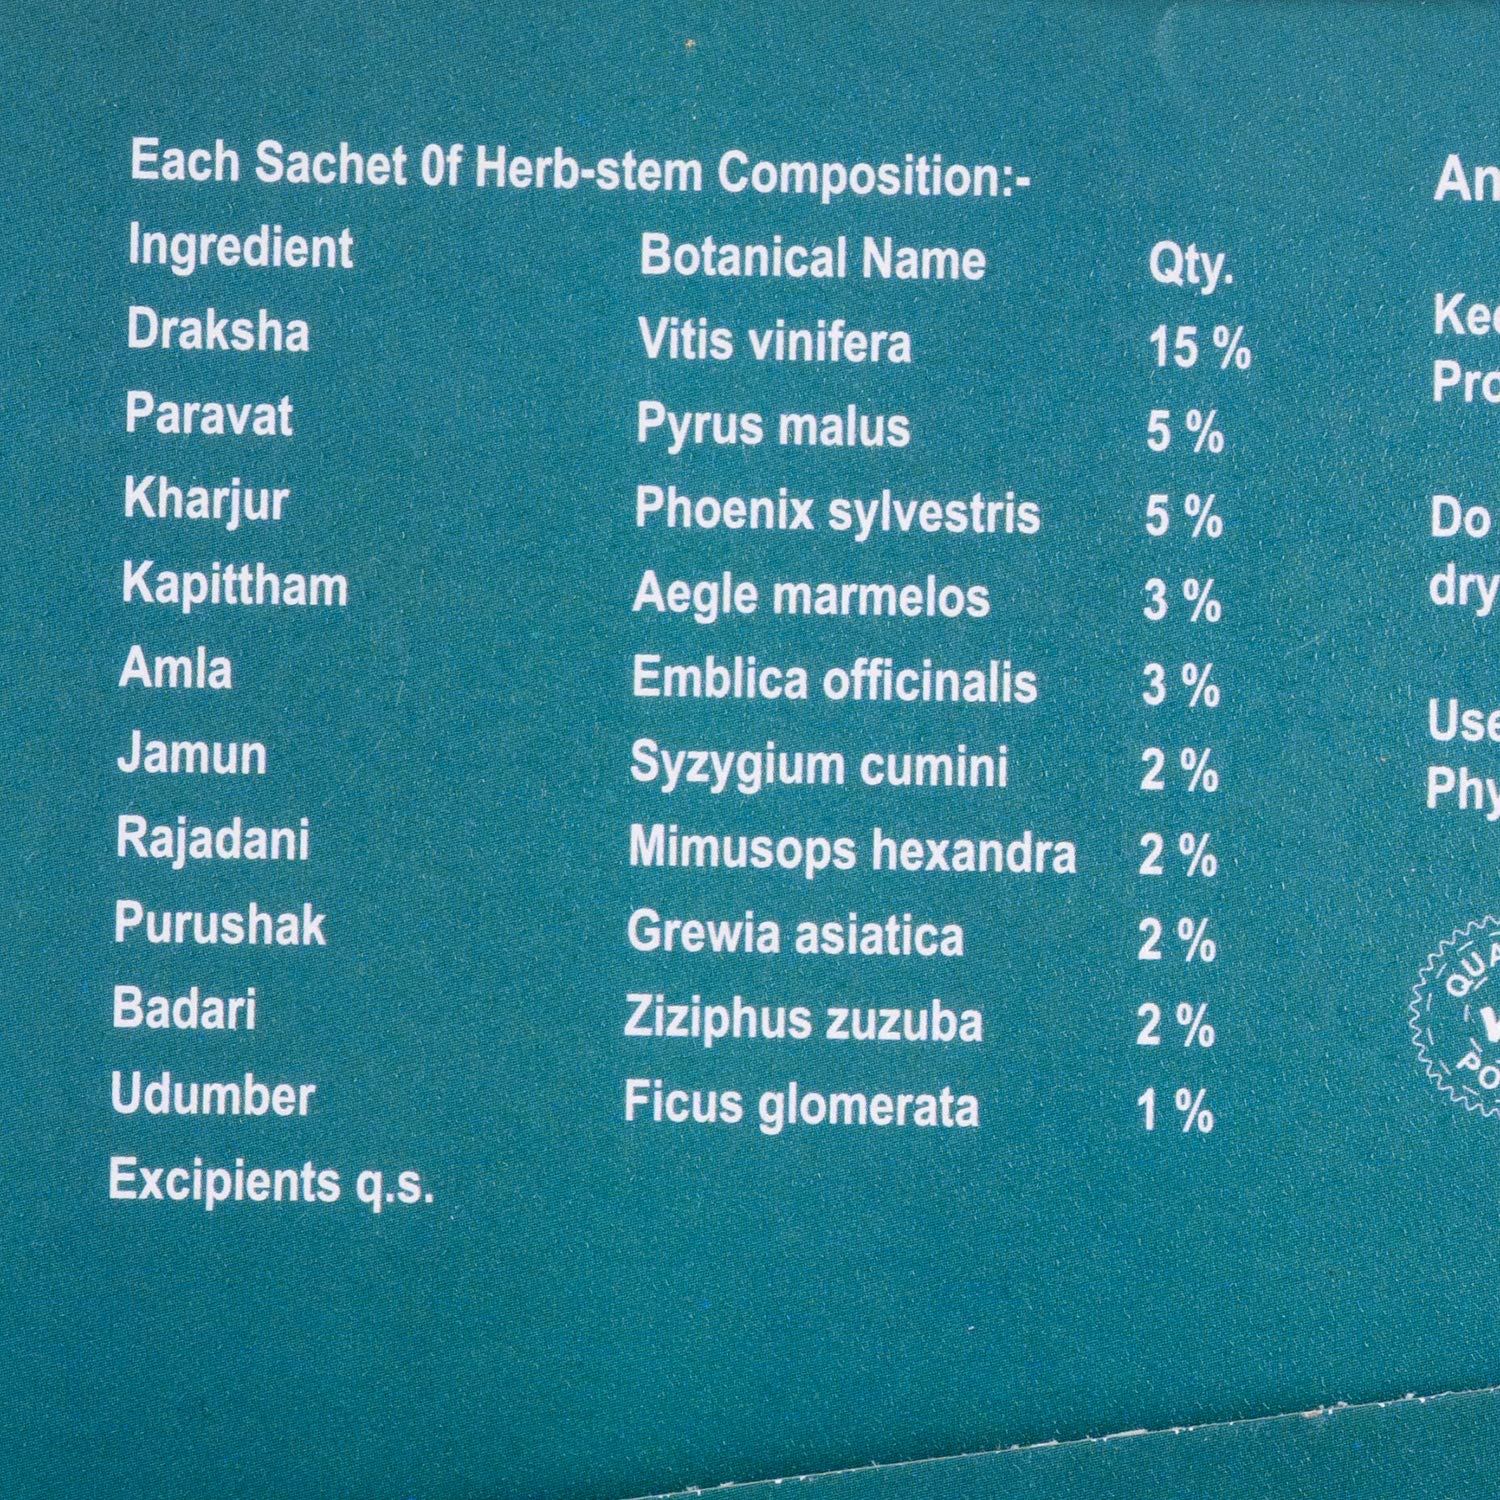 Each Sachet 0f Herb-stem Composition:-
Ingredient Botanical Name Qty.
Draksha Vitis vinifera 15 %
Paravat Pyrus malus 5 %
Kharjur Phoenix sylvestris 5 %
Kapittham Aegle marmelos 3 %
Amla Emblica officinalis 3 %
Jamun Syzygium cumini 2 %
Rajadani Mimusops hexandra 2 %
Purushak Grewia asiatica 2 %
Badari Ziziphus zuzuba 2 %
Udumber Ficus glomerata 1 %
Excipients q.s.
Do
dry